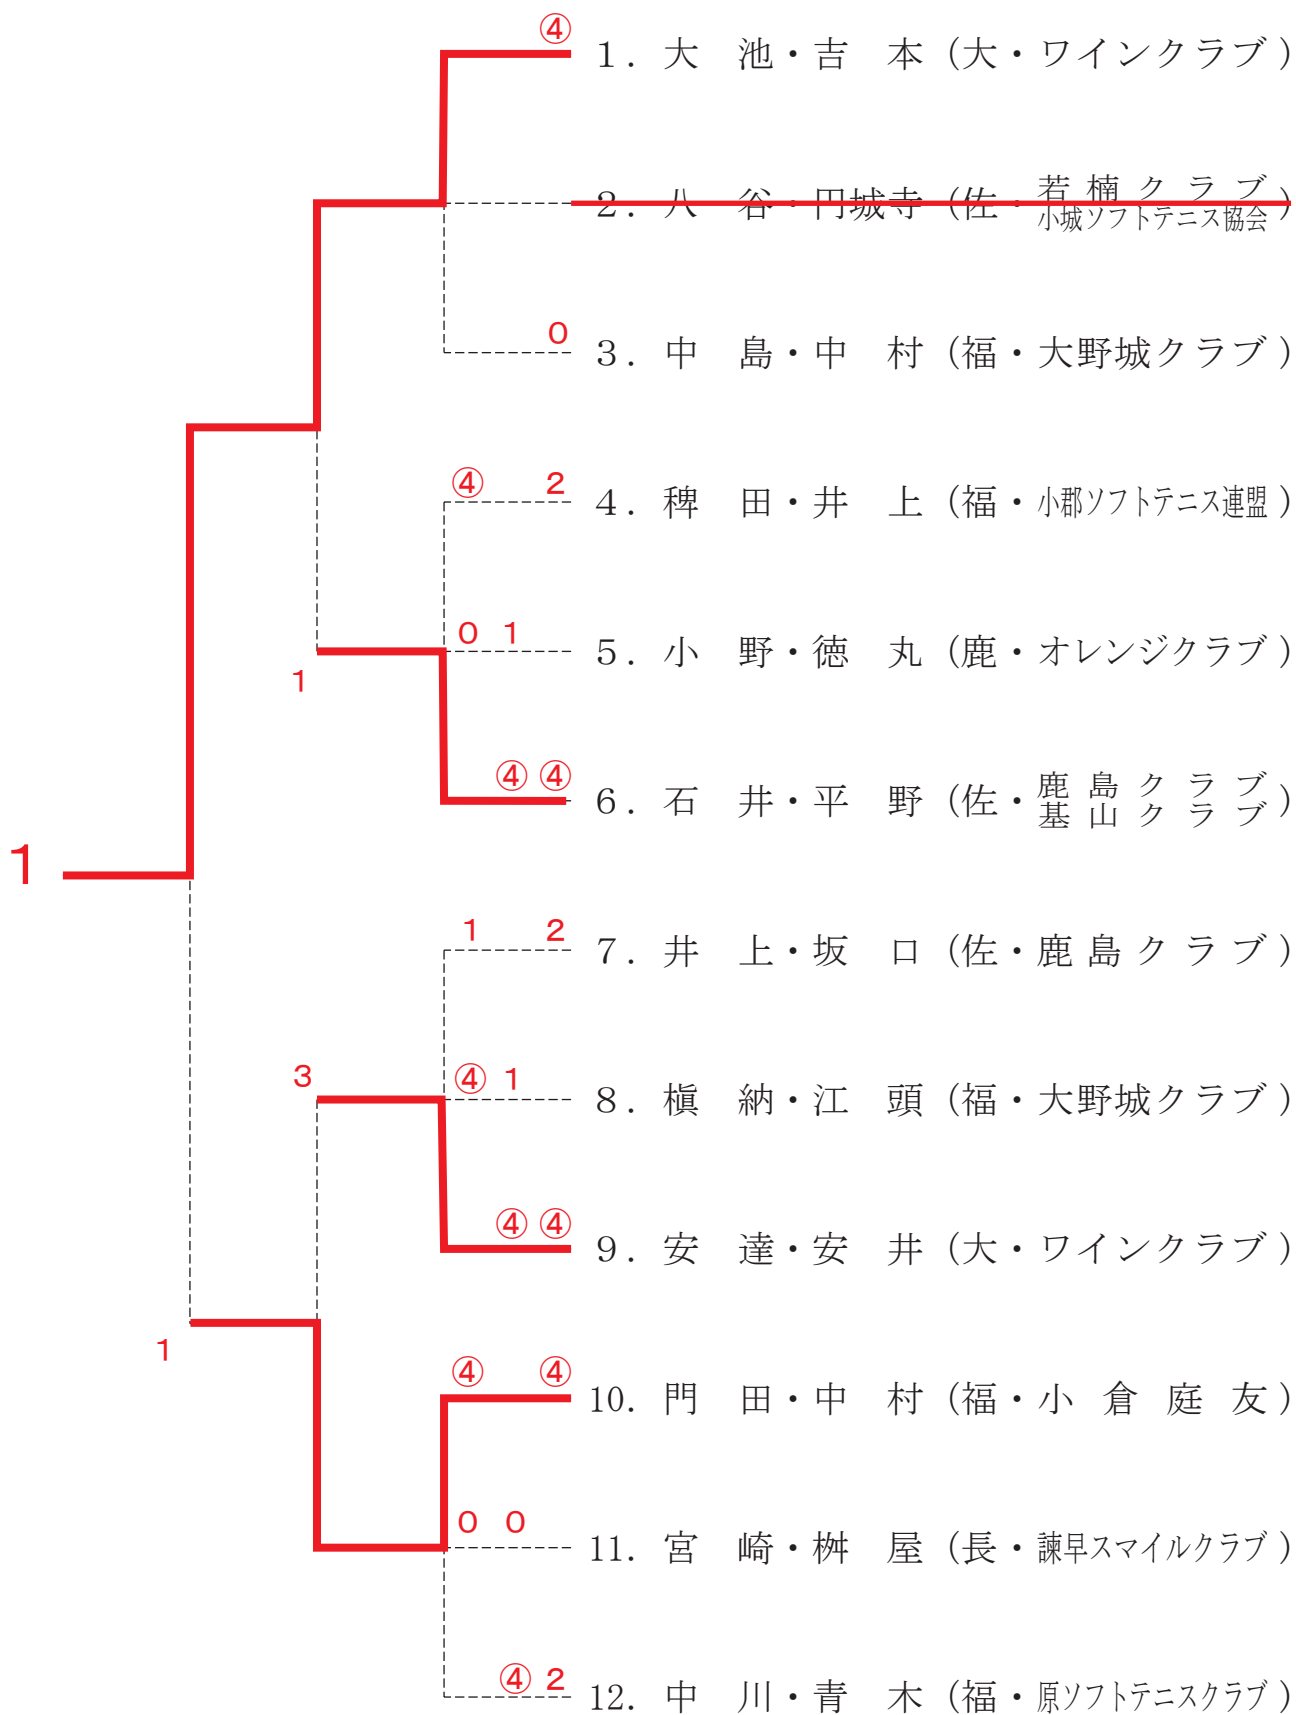 ④
1. 大 池・吉 本 (大・ワインクラブ)
2. 八 谷・円城寺 (佐・若楠クラブ 小城ソフトテニス協会)
0
3. 中 島・中 村 (福・大野城クラブ)
④ 2
4. 稗 田・井 上 (福・小郡ソフトテニス連盟)
0 1
5. 小 野・徳 丸 (鹿・オレンジクラブ)
1
④ ④
6. 石 井・平 野 (佐・鹿島クラブ 基山クラブ)
1
1 2
7. 井 上・坂 口 (佐・鹿島クラブ)
3
④ 1
8. 槇 納・江 頭 (福・大野城クラブ)
④ ④
9. 安 達・安 井 (大・ワインクラブ)
1
④ ④
10. 門 田・中 村 (福・小倉庭友)
0 0
11. 宮 崎・桝 屋 (長・諫早スマイルクラブ)
④ 2
12. 中 川・青 木 (福・原ソフトテニスクラブ)